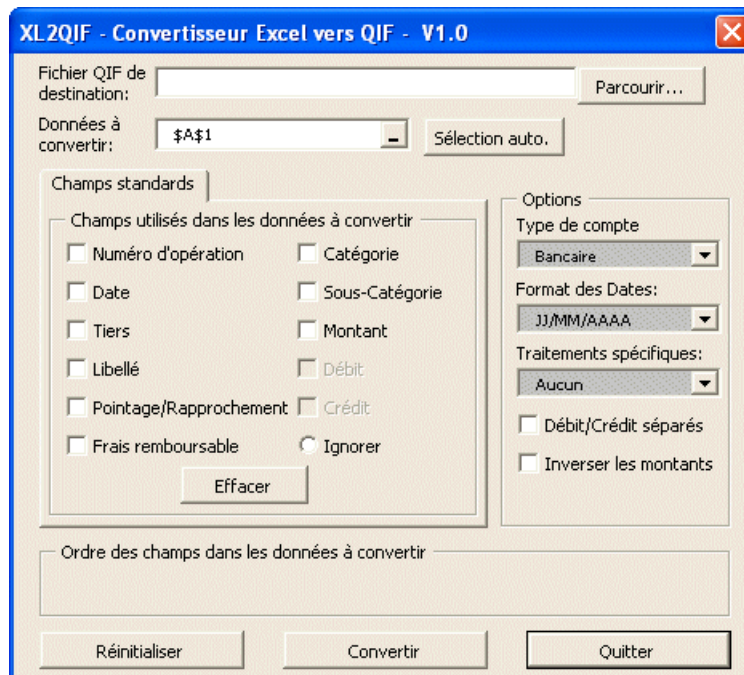 XL2QIF - Convertisseur Excel vers QIF - V1.0
Fichier QIF de
destination:
Parcourir...
Données à
convertir:
$A$1
Sélection auto.
Champs standards
Champs utilisés dans les données à convertir
Numéro d'opération
Catégorie
Date
Sous-Catégorie
Tiers
Montant
Libellé
Débit
Pointage/Rapprochement
Crédit
Frais remboursable
Ignorer
Effacer
Options
Type de compte
Bancaire
Format des Dates:
JJ/MM/AAAA
Traitements spécifiques:
Aucun
Débit/Crédit séparés
Inverser les montants
Ordre des champs dans les données à convertir
Réinitialiser
Convertir
Quitter